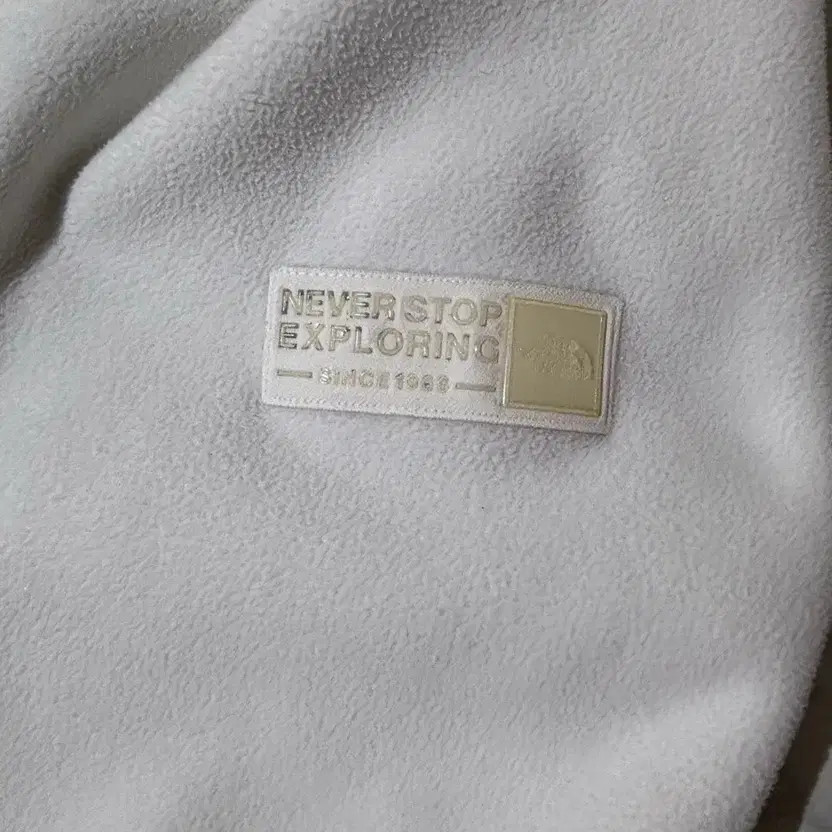 NEVER STOP
EXPLORING
SINCE 1966